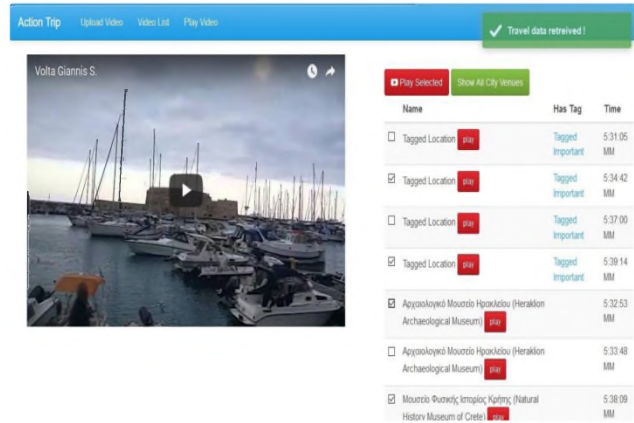 Action Trip Upload Video Video List Play Video
Travel data retreived !
Volta Giannis S.
Play Selected Show All City Venues
Name Has Tag Time
Tagged Location play Tagged Important 5:31:05 MM
Tagged Location play Tagged Important 5:34:42 MM
Tagged Location play Tagged Important 5:37:00 MM
Tagged Location play Tagged Important 5:39:14 MM
Αρχαιολογικό Μουσείο Ηρακλείου (Heraklion 5:32:53
Archaeological Museum) play MM
Αρχαιολογικό Μουσείο Ηρακλείου (Heraklion 5:33:48
Archaeological Museum) play MM
Μουσείο Φυσικής Ιστορίας Κρήτης (Natural 5:38:09
History Museum of Crete) play MM